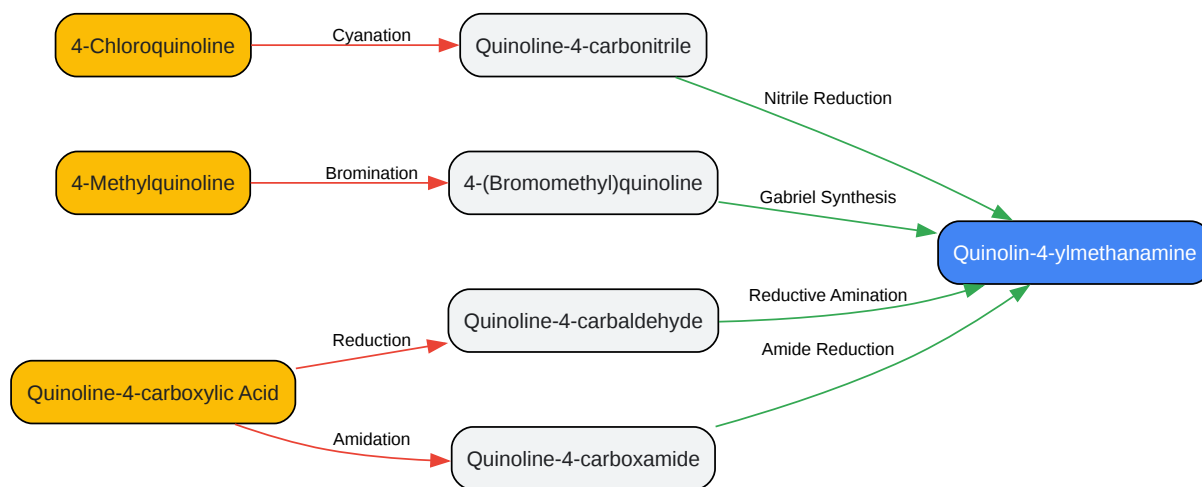 4-Chloroquinoline
Cyanation
Quinoline-4-carbonitrile
Nitrile Reduction
4-Methylquinoline
Bromination
4-(Bromomethyl)quinoline
Gabriel Synthesis
Quinolin-4-ylmethanamine
Quinoline-4-carboxylic Acid
Reduction
Quinoline-4-carbaldehyde
Reductive Amination
Amidation
Quinoline-4-carboxamide
Amide Reduction